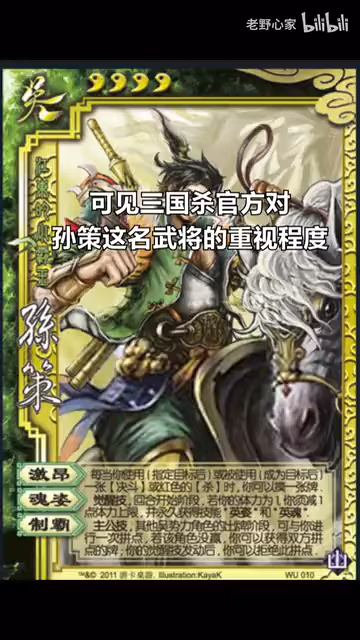 老野心家 bilibili
吴
可见三国杀官方对
孙策这名武将的重视程度
江东的小霸王
孫策
激昂
每当你使用（指定目标后）或被使用（成为目标后）
一张【决斗】或红色的【杀】时，你可以摸一张牌。
魂姿
觉醒技，回合开始阶段，若你的体力为1，你须减1
点体力上限，并永久获得技能“英姿”和“英魂”。
制霸
主公技，其他吴势力角色的出牌阶段，可与你进
行一次拼点，若该角色没赢，你可以获得双方拼
点的牌；你的觉醒技发动后，你可以拒绝此拼点。
™&© 2011 游卡桌游. Illustration:KayaK
WU 010
山